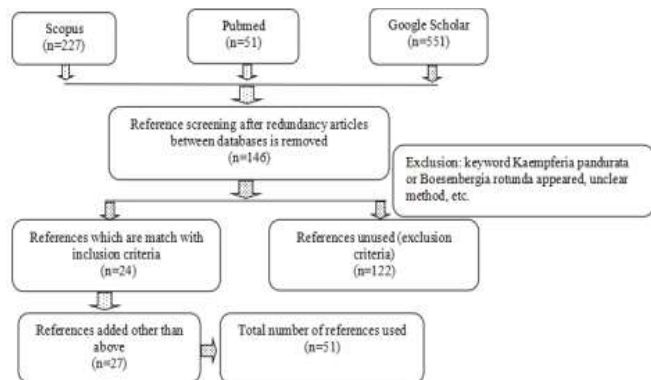 Scopus
(n=227)
Pubmed
(n=51)
Google Scholar
(n=551)
Reference screening after redundancy articles
between databases is removed
(n=146)
Exclusion: keyword Kaempferia pandurata
or Boesenbergia rotunda appeared, unclear
method, etc.
References which are match with
inclusion criteria
(n=24)
References unused (exclusion
criteria)
(n=122)
References added other than
above
(n=27)
Total number of references used
(n=51)